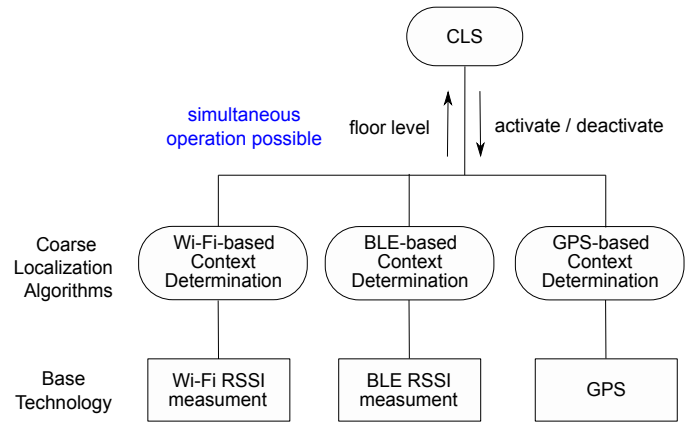 CLS
simultaneous
operation possible
floor level
activate / deactivate
Coarse
Localization
Algorithms
Wi-Fi-based
Context
Determination
BLE-based
Context
Determination
GPS-based
Context
Determination
Base
Technology
Wi-Fi RSSI
measument
BLE RSSI
measument
GPS